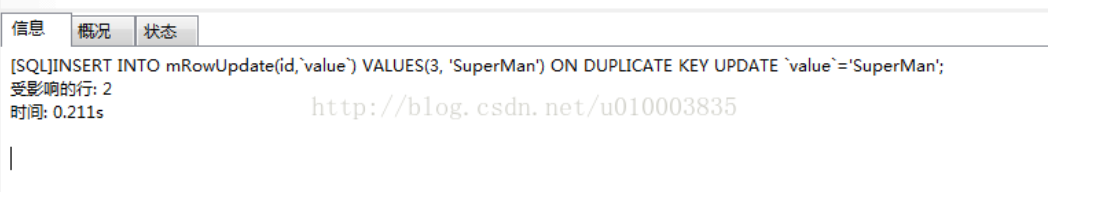 信息 概况 状态
[SQL]INSERT INTO mRowUpdate(id,`value`) VALUES(3, 'SuperMan') ON DUPLICATE KEY UPDATE `value`='SuperMan';
受影响的行: 2
时间: 0.211s
http://blog.csdn.net/u010003835